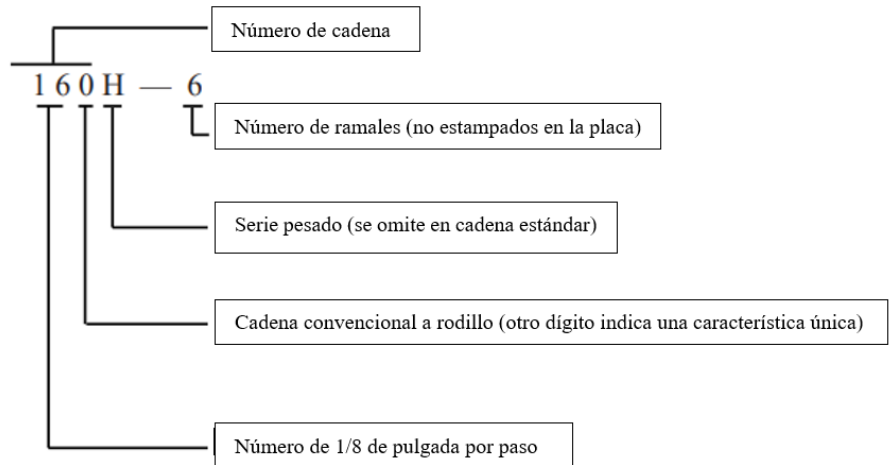 Número de cadena
160H — 6
Número de ramales (no estampados en la placa)
Serie pesado (se omite en cadena estándar)
Cadena convencional a rodillo (otro dígito indica una característica única)
Número de 1/8 de pulgada por paso